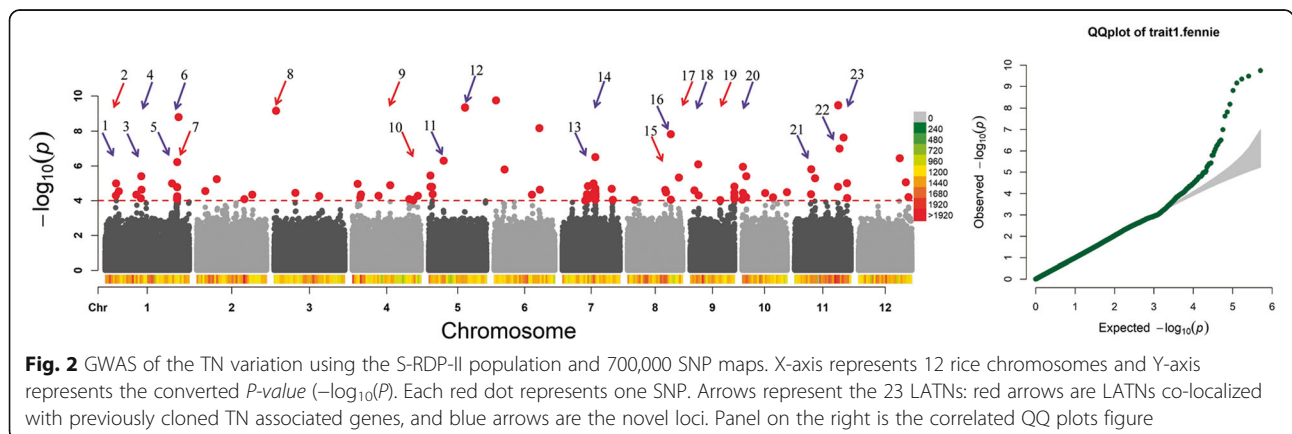 2 4 6 8 9 12 14 17 18 19 20 23
1 3 5 7 10 11 13 15 16 21 22
−log10(p)
10
8
6
4
2
0
0
240
480
720
960
1200
1440
1680
1920
>1920
Chr 1 2 3 4 5 6 7 8 9 10 11 12
Chromosome
QQplot of trait1.fennie
Observed −log10(p)
10
9
8
7
6
5
4
3
2
1
0
0 1 2 3 4 5 6
Expected −log10(p)
Fig. 2 GWAS of the TN variation using the S-RDP-II population and 700,000 SNP maps. X-axis represents 12 rice chromosomes and Y-axis
represents the converted P-value (−log10(P). Each red dot represents one SNP. Arrows represent the 23 LATNs: red arrows are LATNs co-localized
with previously cloned TN associated genes, and blue arrows are the novel loci. Panel on the right is the correlated QQ plots figure